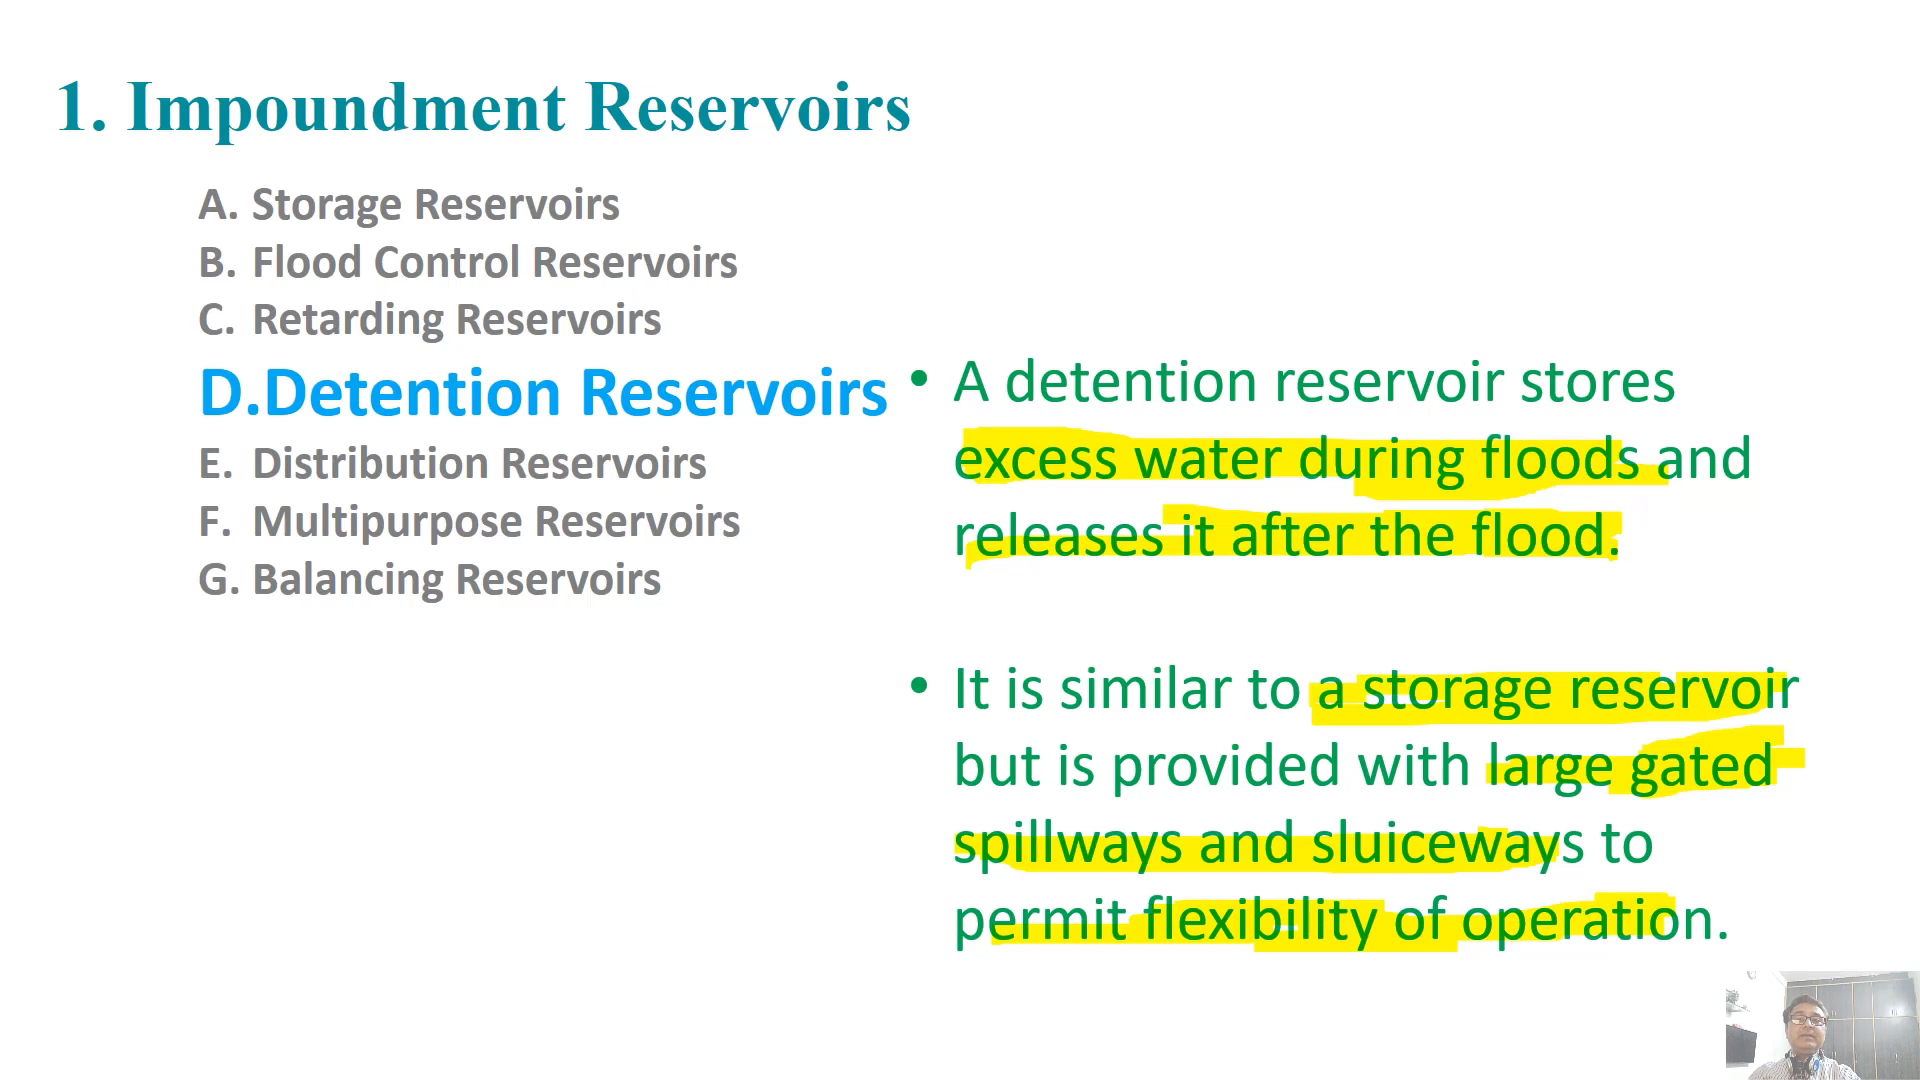 1. Impoundment Reservoirs
A. Storage Reservoirs
B. Flood Control Reservoirs
C. Retarding Reservoirs
D.Detention Reservoirs
E. Distribution Reservoirs
F. Multipurpose Reservoirs
G. Balancing Reservoirs
• A detention reservoir stores
excess water during floods and
releases it after the flood.
• It is similar to a storage reservoir
but is provided with large gated
spillways and sluiceways to
permit flexibility of operation.